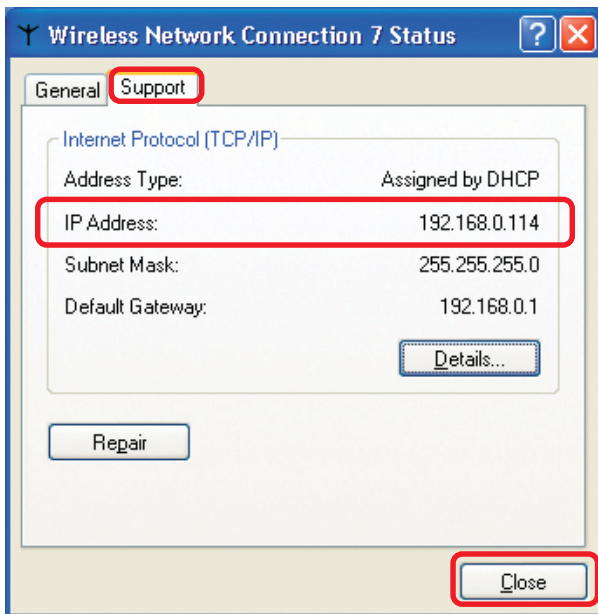 Wireless Network Connection 7 Status
General Support
Internet Protocol (TCP/IP)
Address Type: Assigned by DHCP
IP Address: 192.168.0.114
Subnet Mask: 255.255.255.0
Default Gateway: 192.168.0.1
Details...
Repair
Close